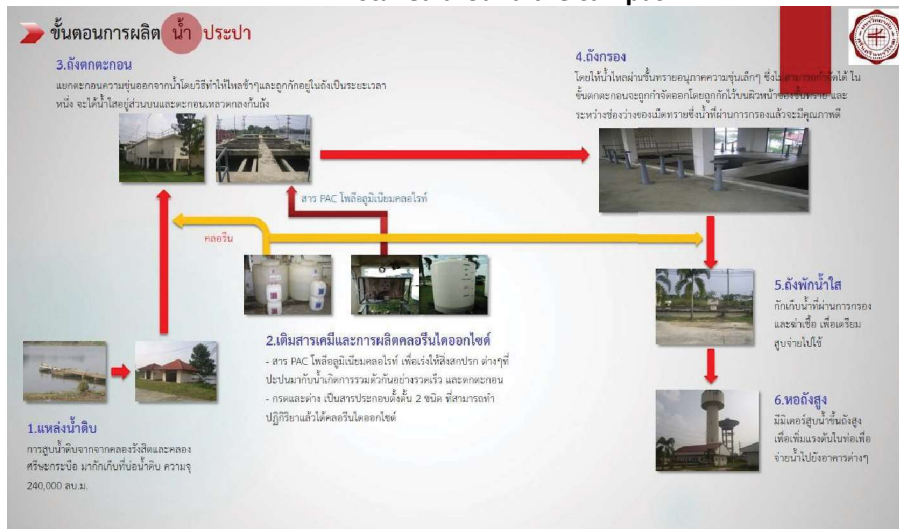 ขั้นตอนการผลิต น้ำ ประปา
3.ถังตกตะกอน
แยกตะกอนความขุ่นออกจากน้ำโดยวิธีทำให้ไหลช้าๆและถูกกักอยู่ในถังเป็นระยะเวลา
หนึ่ง จะได้น้ำใสอยู่ส่วนบนและตะกอนเหลวตกลงก้นถัง
4.ถังกรอง
โดยให้น้ำไหลผ่านชั้นทรายอนุภาคความขุ่นเล็กๆ ซึ่งไม่สามารถกำจัดได้ ใน
ขั้นตกตะกอนจะถูกกำจัดออกโดยถูกกักไว้บนผิวหน้าของชั้นทราย และ
ระหว่างช่องว่างของเม็ดทรายซึ่งน้ำที่ผ่านการกรองแล้วจะมีคุณภาพดี
สาร PAC โพลีอลูมิเนียมคลอไรท์
คลอรีน
2.เติมสารเคมีและการผลิตคลอรีนไดออกไซด์
- สาร PAC โพลีอลูมิเนียมคลอไรท์ เพื่อเร่งให้สิ่งสกปรก ต่างๆที่
ปะปนมากับน้ำเกิดการรวมตัวกันอย่างรวดเร็ว และตกตะกอน
- กรดและด่าง เป็นสารประกอบตั้งต้น 2 ชนิด ที่สามารถทำ
ปฏิกิริยาแล้วได้คลอรีนไดออกไซด์
5.ถังพักน้ำใส
กักเก็บน้ำที่ผ่านการกรอง
และฆ่าเชื้อ เพื่อเตรียม
สูบจ่ายไปใช้
6.หอถังสูง
มีมิเตอร์สูบน้ำขึ้นถังสูง
เพื่อเพิ่มแรงดันในท่อเพื่อ
จ่ายน้ำไปยังอาคารต่างๆ
1.แหล่งน้ำดิบ
การสูบน้ำดิบจากจากคลองรังสิตและคลอง
ศรีษะกระบือ มากักเก็บที่บ่อน้ำดิบ ความจุ
240,000 ลบ.ม.